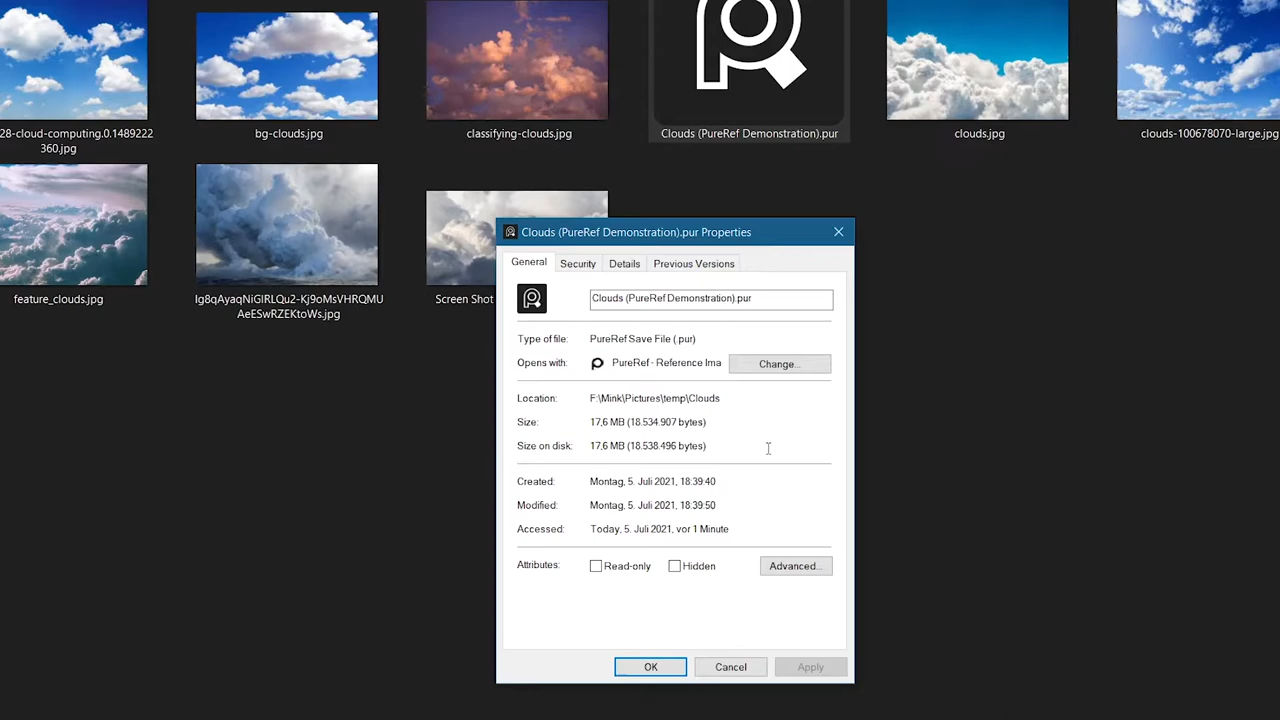 28-cloud-computing.0.1489222
360.jpg
bg-clouds.jpg
classifying-clouds.jpg
Clouds (PureRef Demonstration).pur
clouds.jpg
clouds-100678070-large.jpg
feature_clouds.jpg
lg8qAyaqNiGIRLQu2-Kj9oMsVHRQMU
AeESwRZEKtoWs.jpg
Screen Shot
Clouds (PureRef Demonstration).pur Properties
General
Security
Details
Previous Versions
Clouds (PureRef Demonstration).pur
Type of file: PureRef Save File (.pur)
Opens with: PureRef - Reference Ima
Change...
Location: F:\Mink\Pictures\temp\Clouds
Size: 17,6 MB (18.534.907 bytes)
Size on disk: 17,6 MB (18.538.496 bytes)
Created: Montag, 5. Juli 2021, 18:39:40
Modified: Montag, 5. Juli 2021, 18:39:50
Accessed: Today, 5. Juli 2021, vor 1 Minute
Attributes: Read-only Hidden
Advanced...
OK
Cancel
Apply